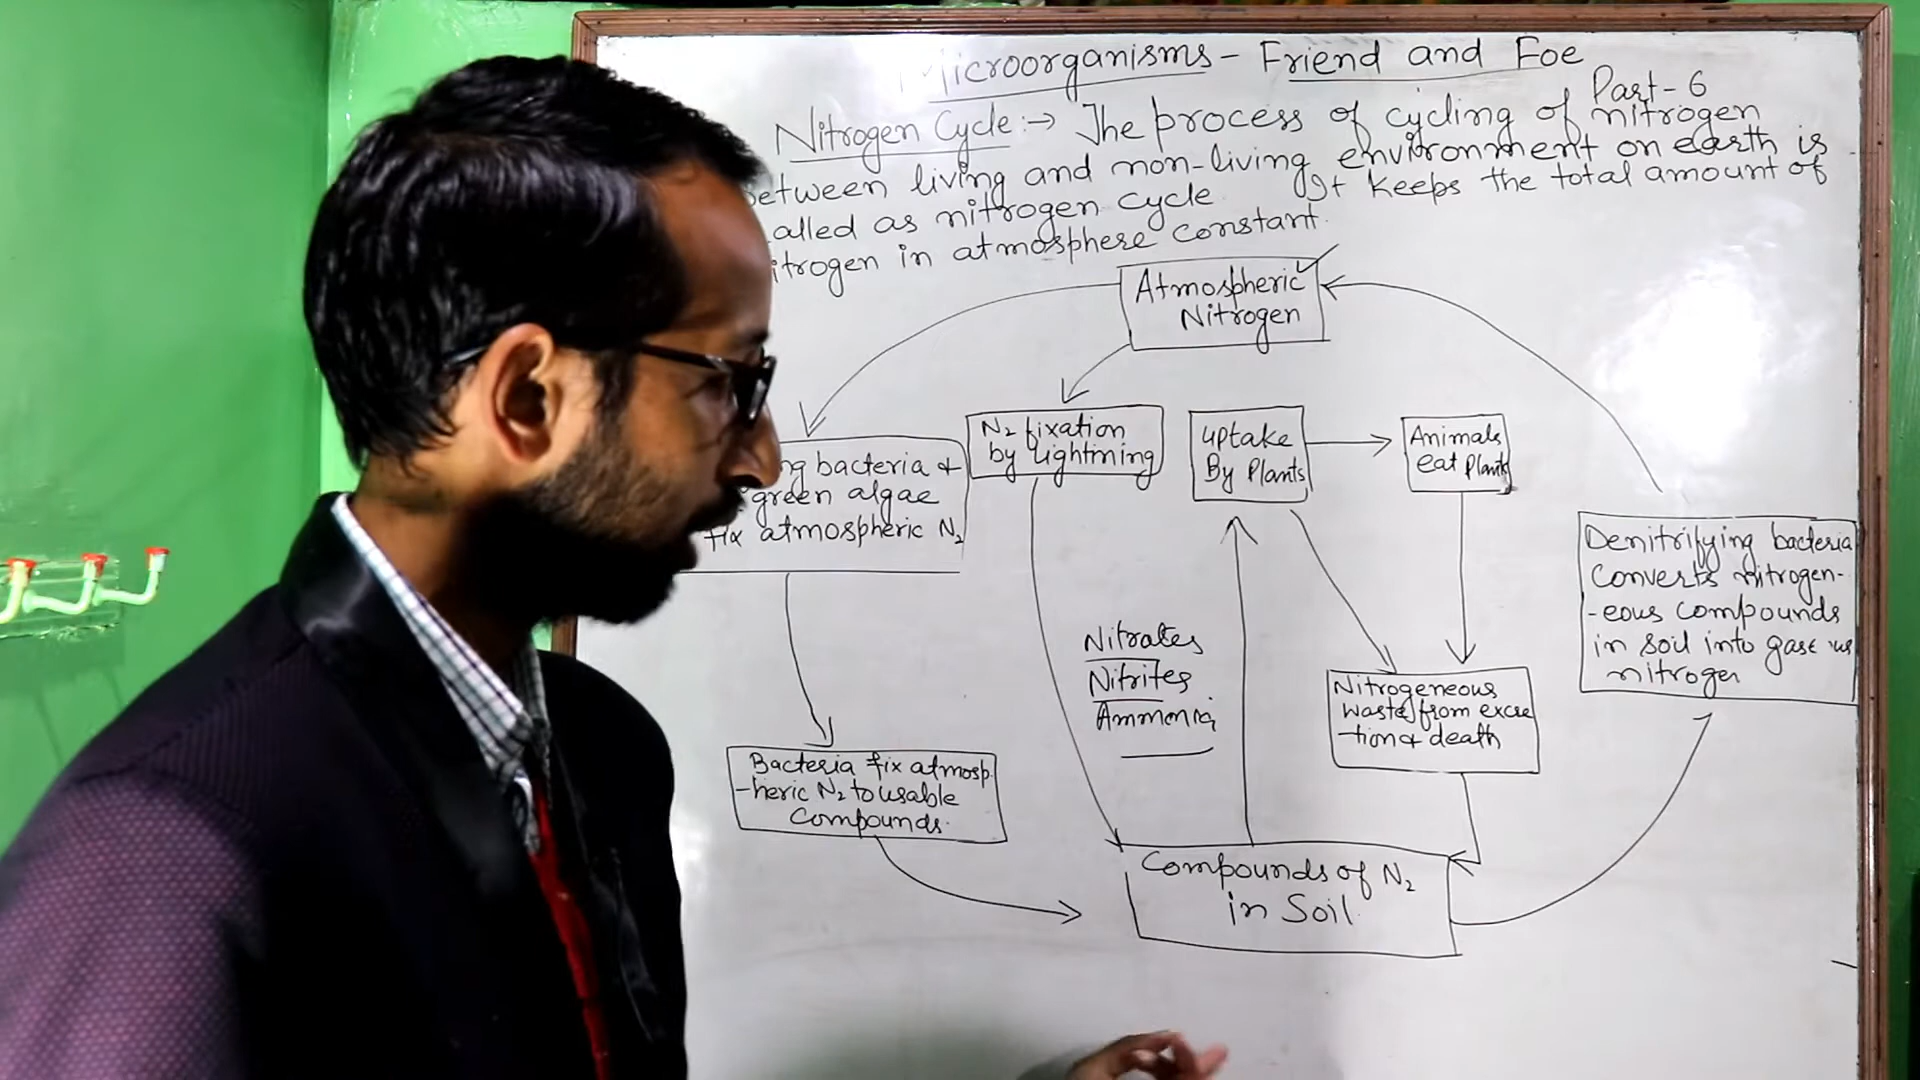 Microorganisms - Friend and Foe
Part-6
Nitrogen Cycle:→ The process of cycling of nitrogen
between living and non-living environment on earth is
called as nitrogen cycle. It keeps the total amount of
nitrogen in atmosphere constant.
Atmospheric
Nitrogen
bacteria &
green algae
fix atmospheric N2
N2 fixation
by lightning
uptake
By Plants
Animals
eat plants
Denitrifying bacteria
Converts nitrogen-
-eous compounds
in soil into gaseous
nitrogen
Nitrates
Nitrites
Ammonia
Nitrogeneous
waste from excre
-tion & death
Bacteria fix atmosp
-heric N2 to usable
Compounds.
Compounds of N2
in Soil.